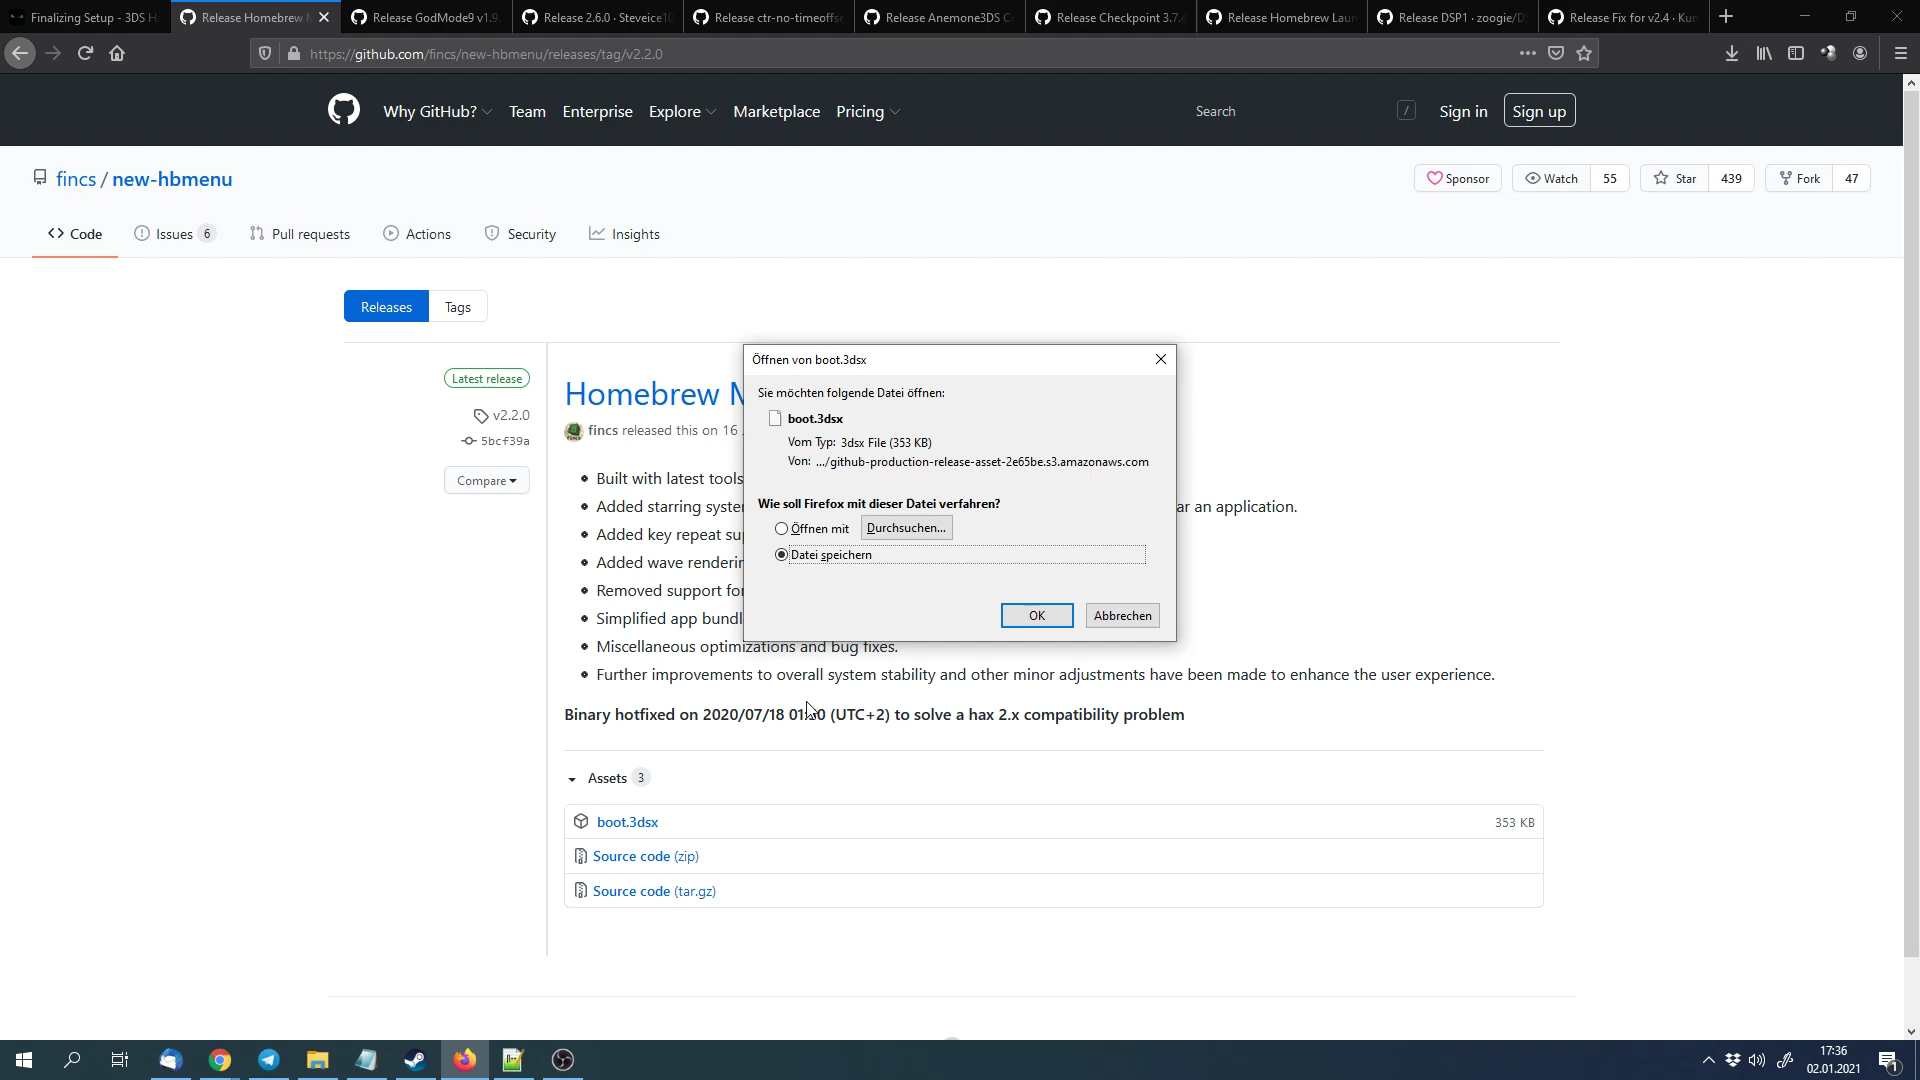 Finalizing Setup - 3DS H
Release Homebrew M
Release GodMode9 v1.9.
Release 2.6.0 · Steveice10
Release ctr-no-timeoffse
Release Anemone3DS C
Release Checkpoint 3.7.4
Release Homebrew Laun
Release DSP1 · zoogie/D
Release Fix for v2.4 · Kun
https://github.com/fincs/new-hbmenu/releases/tag/v2.2.0
Why GitHub?
Team
Enterprise
Explore
Marketplace
Pricing
Search
/
Sign in
Sign up
fincs / new-hbmenu
Sponsor
Watch 55
Star 439
Fork 47
Code
Issues 6
Pull requests
Actions
Security
Insights
Releases
Tags
Latest release
v2.2.0
5bcf39a
Compare
Homebrew M
fincs released this on 16
Built with latest tools
Added starring syste
ar an application.
Added key repeat su
Added wave renderin
Removed support for
Simplified app bundl
Miscellaneous optimizations and bug fixes.
Further improvements to overall system stability and other minor adjustments have been made to enhance the user experience.
Binary hotfixed on 2020/07/18 01: 0 (UTC+2) to solve a hax 2.x compatibility problem
Assets 3
boot.3dsx
353 KB
Source code (zip)
Source code (tar.gz)
Öffnen von boot.3dsx
Sie möchten folgende Datei öffnen:
boot.3dsx
Vom Typ: 3dsx File (353 KB)
Von: .../github-production-release-asset-2e65be.s3.amazonaws.com
Wie soll Firefox mit dieser Datei verfahren?
Öffnen mit
Durchsuchen...
Datei speichern
OK
Abbrechen
17:36
02.01.2021
1